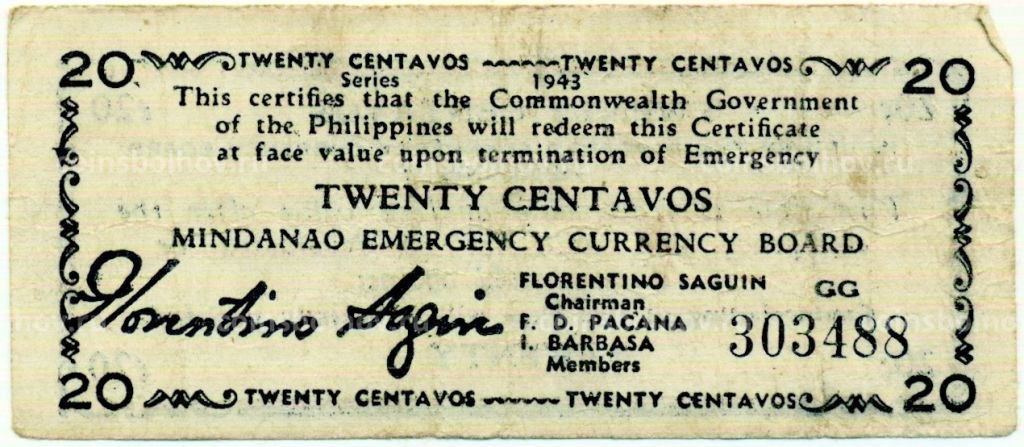 20 TWENTY CENTAVOS TWENTY CENTAVOS 20
Series 1943
This certifies that the Commonwealth Government
of the Philippines will redeem this Certificate
at face value upon termination of Emergency
TWENTY CENTAVOS
MINDANAO EMERGENCY CURRENCY BOARD
Florentino Saguin
FLORENTINO SAGUIN GG
Chairman
F. D. PACANA
I. BARBASA
Members
303488
20 TWENTY CENTAVOS TWENTY CENTAVOS 20